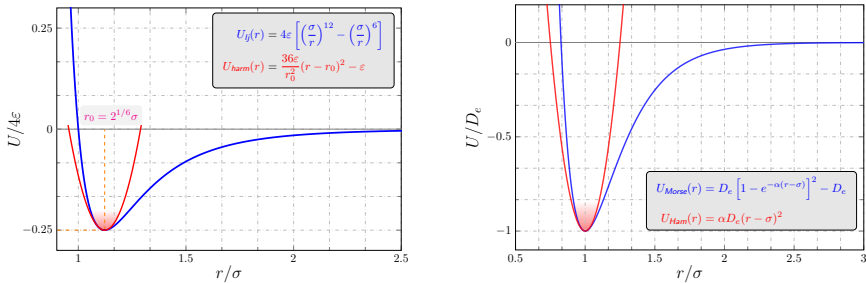 0.25
0
−0.25
U/4ε
1
1.5
2
2.5
r/σ
U_lj(r) = 4ε [(σ/r)^12 − (σ/r)^6]
U_harm(r) = 36ε/r_0^2 (r − r_0)^2 − ε
r_0 = 2^{1/6}σ
0
−0.5
−1
U/D_e
0.5
1
1.5
2
2.5
3
r/σ
U_Morse(r) = D_e [1 − e^{−α(r−σ)}]^2 − D_e
U_Ham(r) = αD_e(r − σ)^2